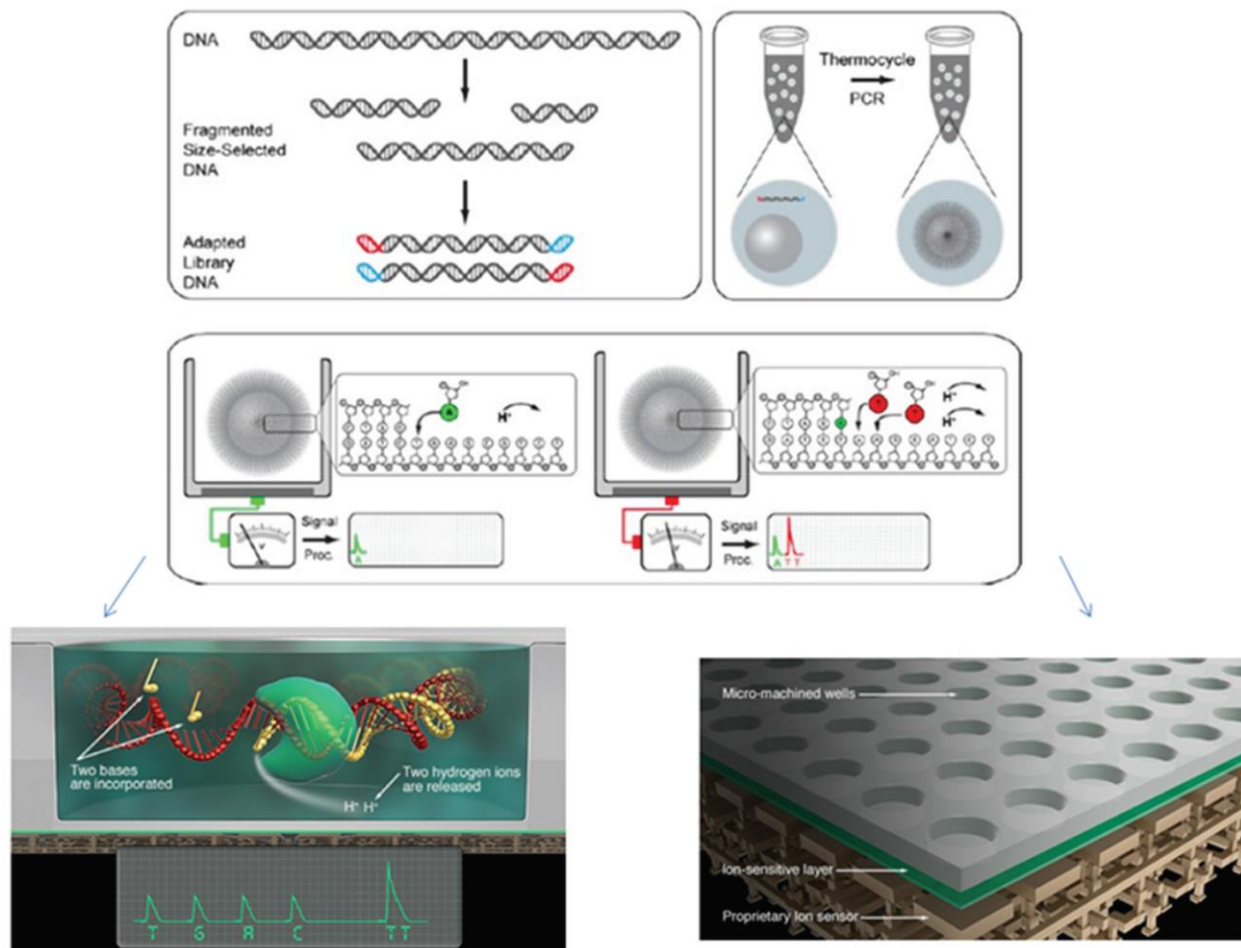 DNA
Fragmented
Size-Selected
DNA
Adapted
Library
DNA
Thermocycle
PCR
A
H⁺
T
T
H⁺
H⁺
V
Signal
Proc.
A
V
Signal
Proc.
A T T
Two bases
are incorporated
Two hydrogen ions
are released
H⁺ H⁺
T G A C TT
Micro-machined wells
Ion-sensitive layer
Proprietary Ion sensor